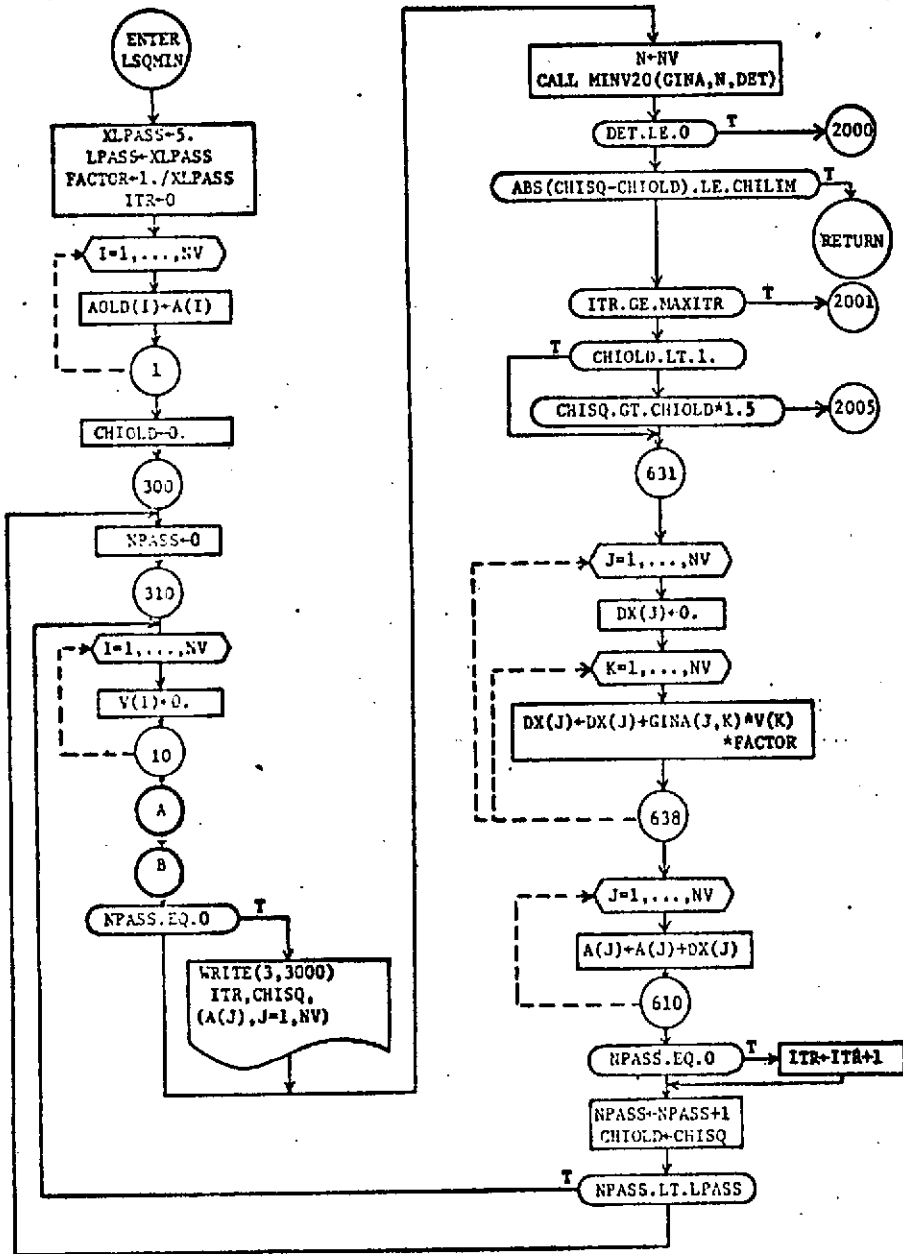 ENTER
LSQMIN
XLPASS←5.
LPASS←XLPASS
FACTOR←1./XLPASS
ITR←0
I=1,...,NV
AOLD(I)←A(I)
1
CHIOLD←0.
300
NPASS←0
310
I=1,...,NV
V(I)←0.
10
A
B
NPASS.EQ.0
T
WRITE(3,3000)
ITR,CHISQ,
(A(J),J=1,NV)
N←NV
CALL MINV20(GINA,N,DET)
DET.LE.0
T
2000
ABS(CHISQ-CHIOLD).LE.CHILIM
T
RETURN
ITR.GE.MAXITR
T
2001
T
CHIOLD.LT.1.
CHISQ.GT.CHIOLD*1.5
2005
631
J=1,...,NV
DX(J)←0.
K=1,...,NV
DX(J)←DX(J)+GINA(J,K)*V(K)
*FACTOR
638
J=1,...,NV
A(J)←A(J)+DX(J)
610
NPASS.EQ.0
T
ITR←ITR+1
NPASS←NPASS+1
CHIOLD←CHISQ
T
NPASS.LT.LPASS